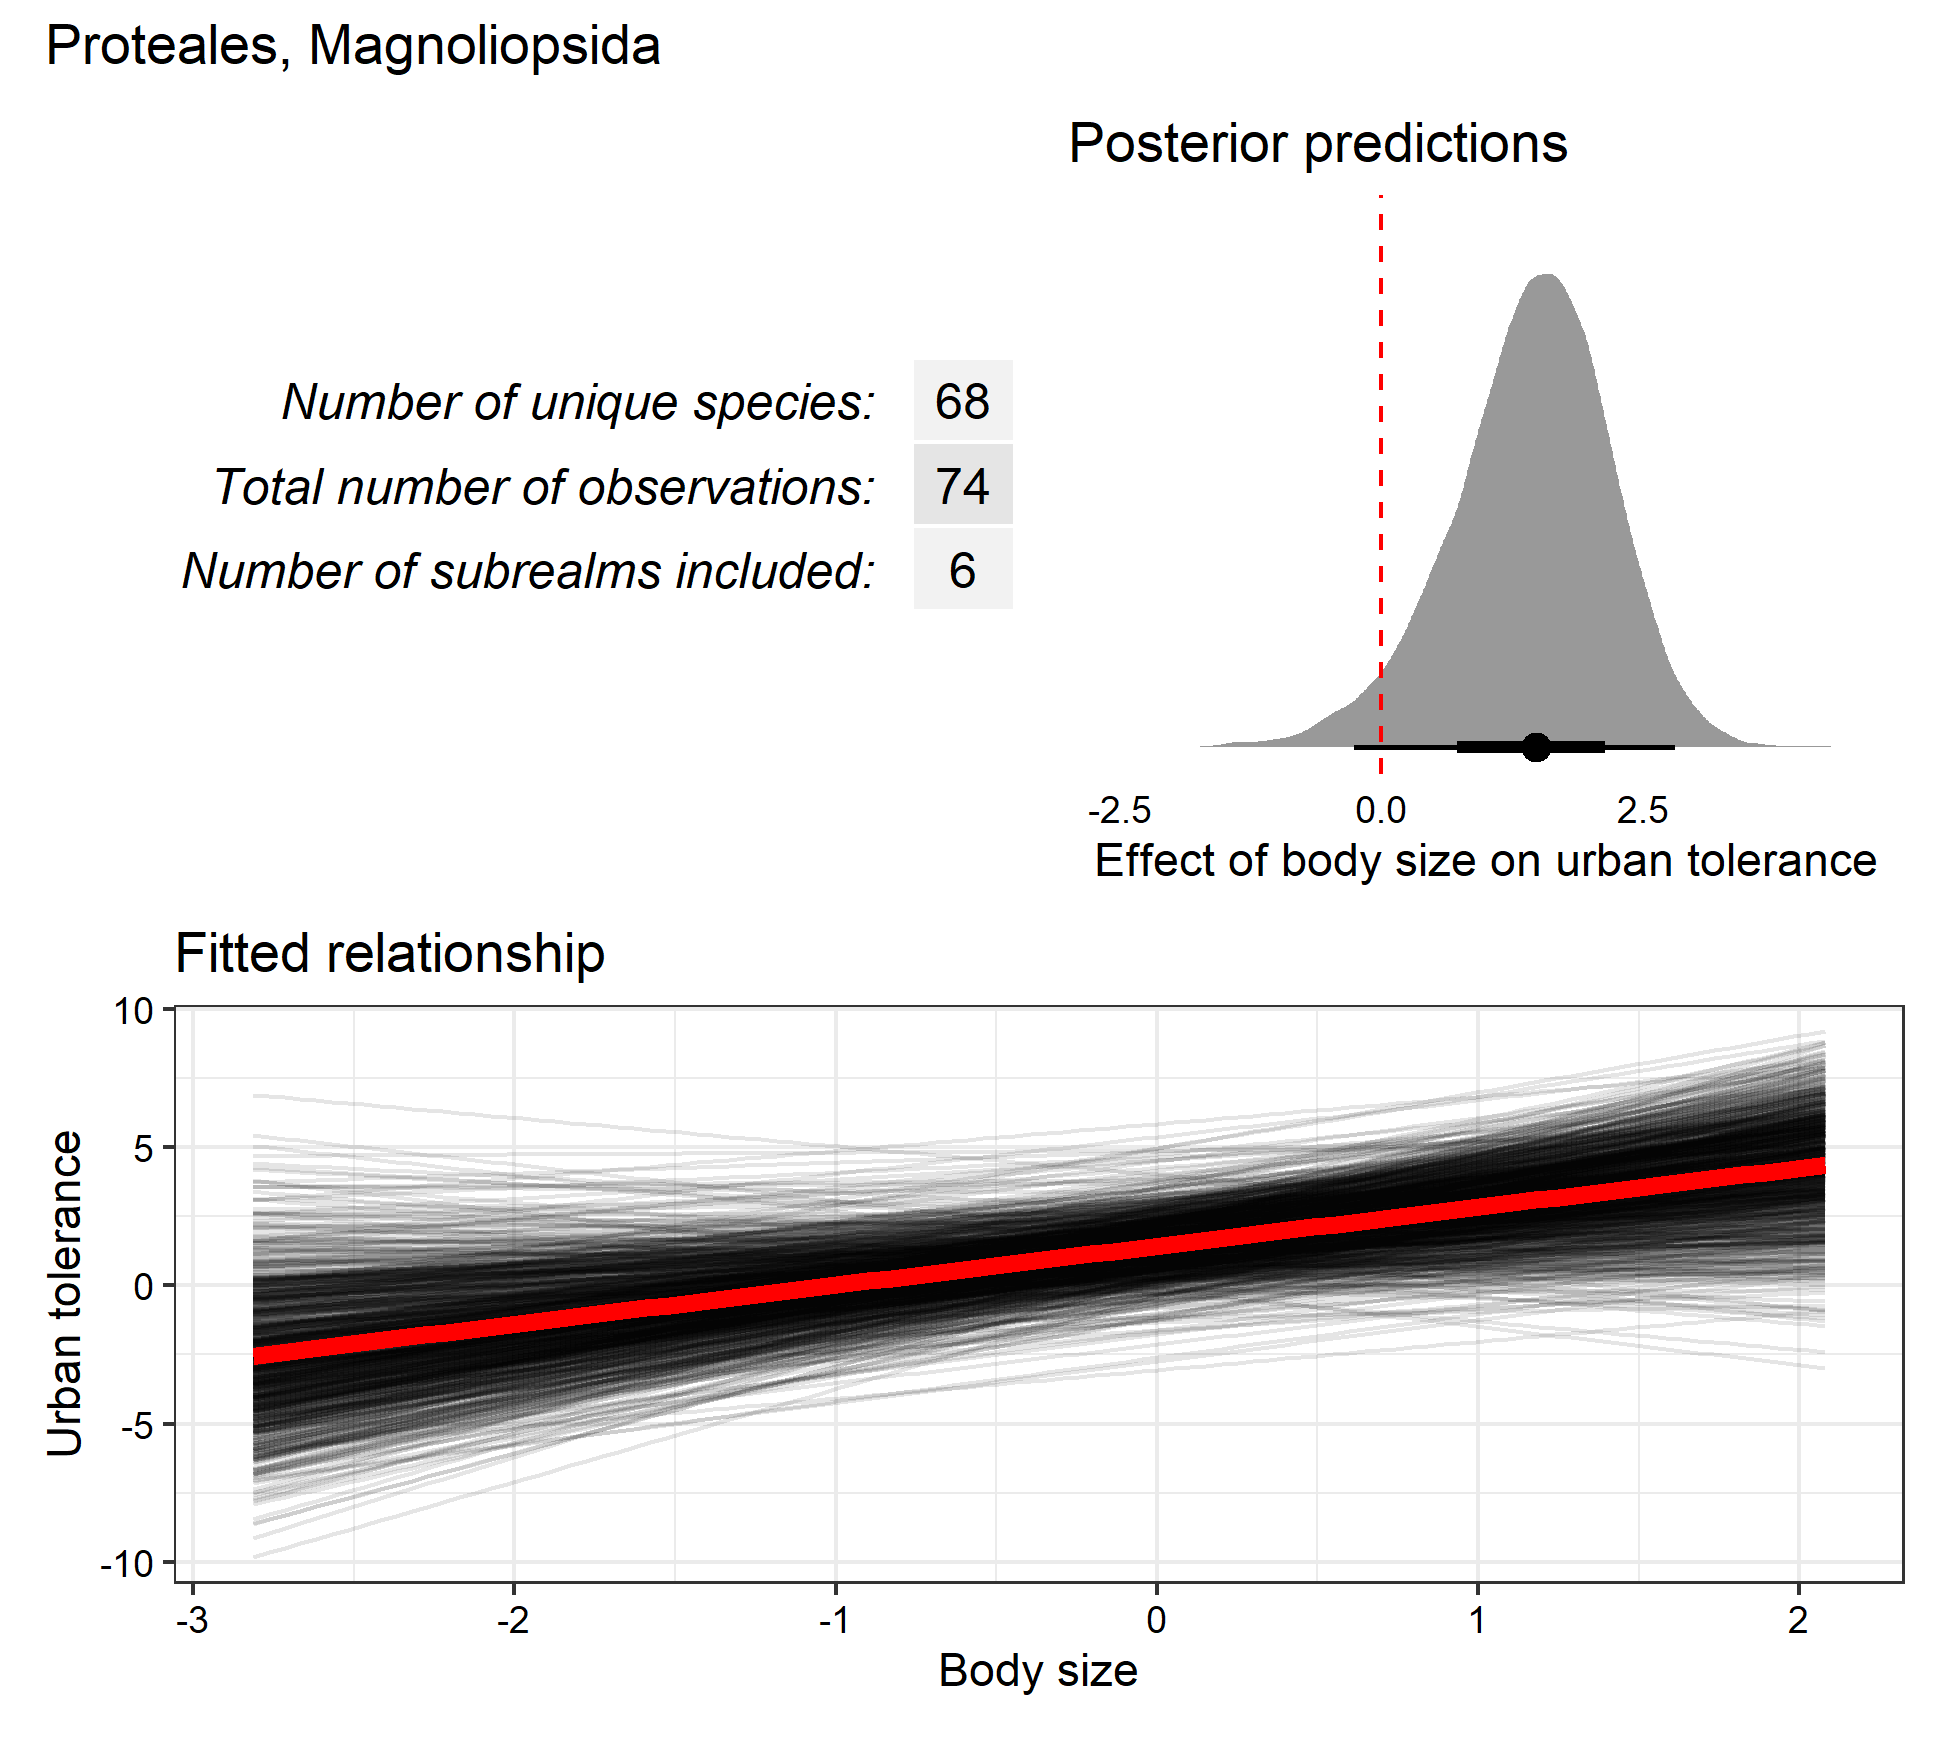 Proteales, Magnoliopsida
Posterior predictions
Number of unique species: 68
Total number of observations: 74
Number of subrealms included: 6
-2.5 0.0 2.5
Effect of body size on urban tolerance
Fitted relationship
10
5
0
-5
-10
Urban tolerance
-3 -2 -1 0 1 2
Body size